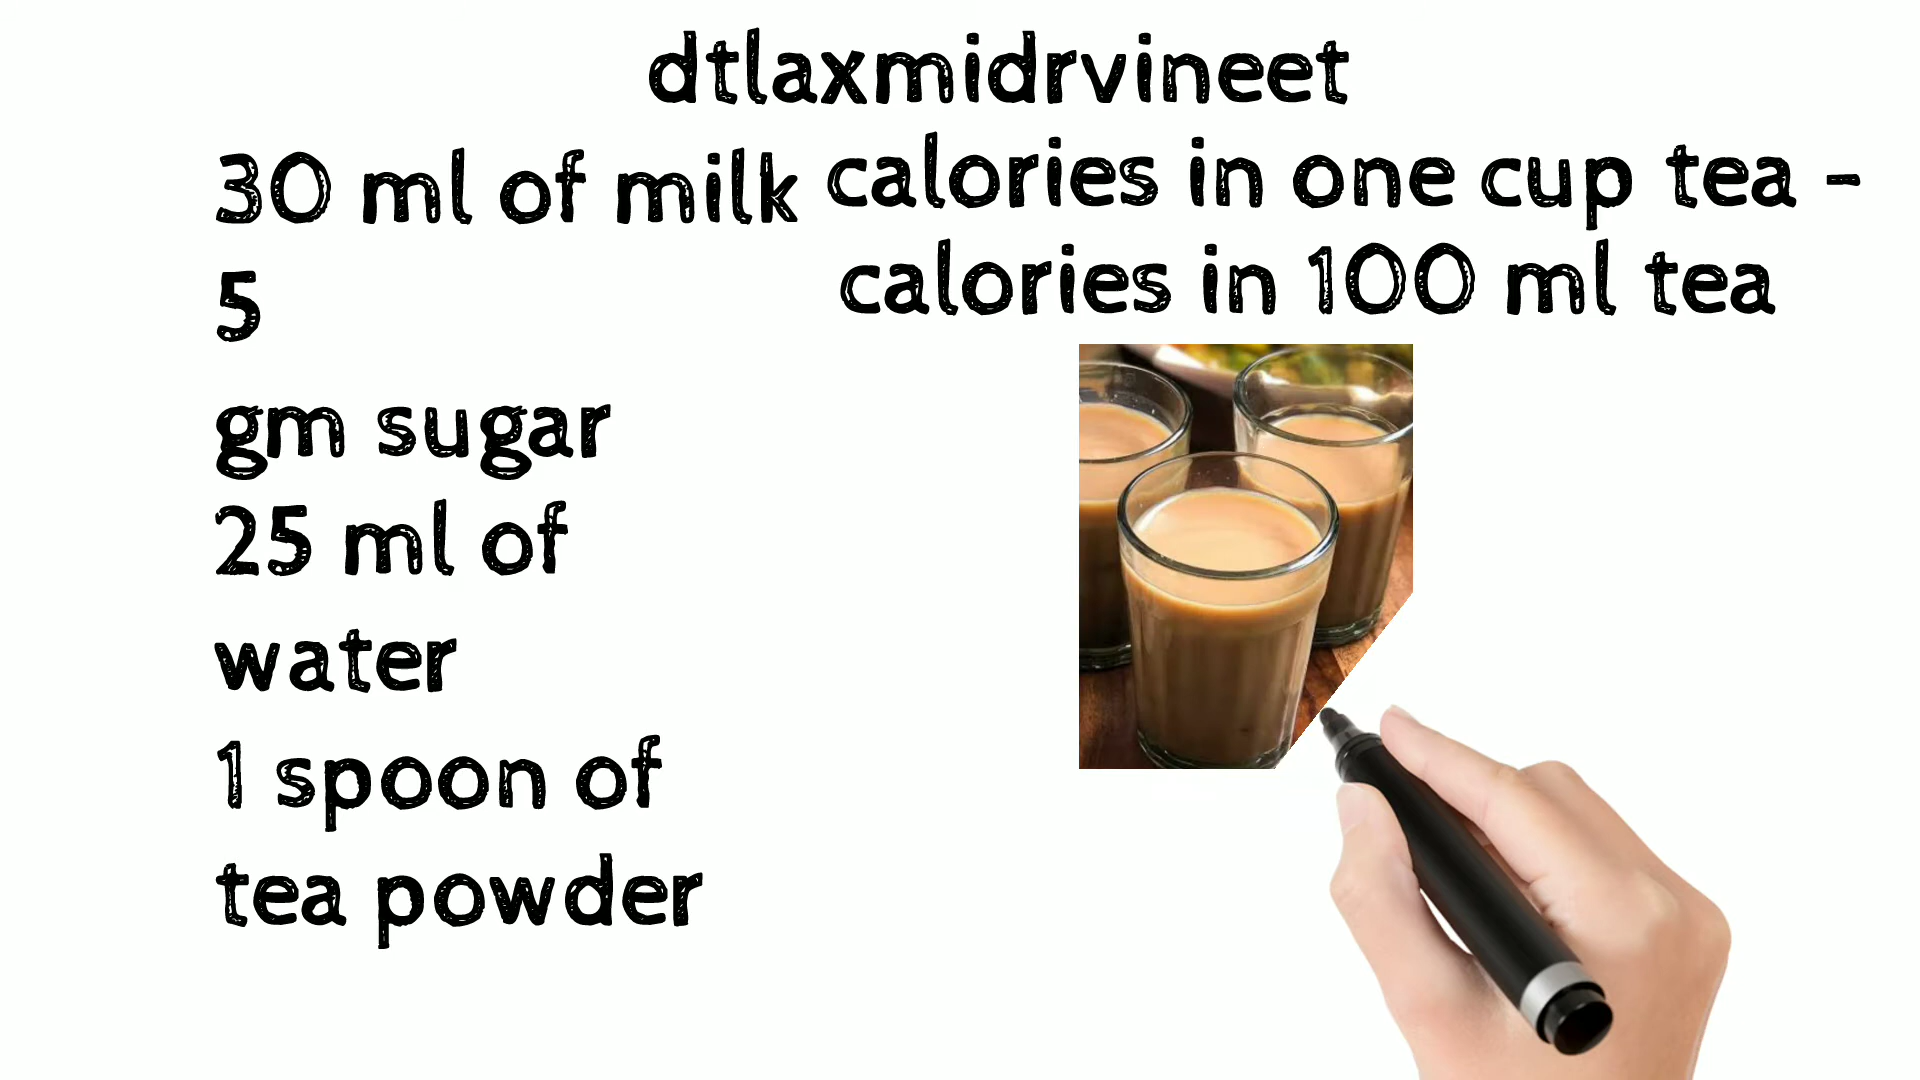 dtlaxmidrvineet
calories in one cup tea -
calories in 100 ml tea
30 ml of milk
5
gm sugar
25 ml of
water
1 spoon of
tea powder